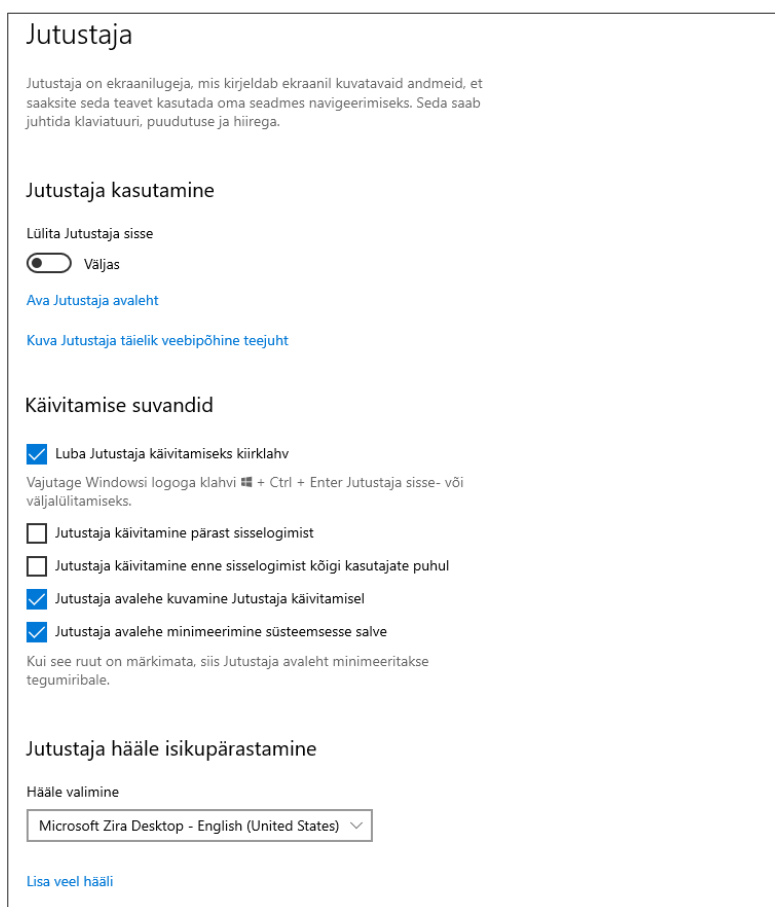 Jutustaja
Jutustaja on ekraanilugeja, mis kirjeldab ekraanil kuvatavaid andmeid, et
saaksite seda teavet kasutada oma seadmes navigeerimiseks. Seda saab
juhtida klaviatuuri, puudutuse ja hiirega.
Jutustaja kasutamine
Lülita Jutustaja sisse
Väljas
Ava Jutustaja avaleht
Kuva Jutustaja täielik veebipõhine teejuht
Käivitamise suvandid
Luba Jutustaja käivitamiseks kiirklahv
Vajutage Windowsi logoga klahvi + Ctrl + Enter Jutustaja sisse- või
väljalülitamiseks.
Jutustaja käivitamine pärast sisselogimist
Jutustaja käivitamine enne sisselogimist kõigi kasutajate puhul
Jutustaja avalehe kuvamine Jutustaja käivitamisel
Jutustaja avalehe minimeerimine süsteemsesse salve
Kui see ruut on märkimata, siis Jutustaja avaleht minimeeritakse
tegumiribale.
Jutustaja hääle isikupärastamine
Hääle valimine
Microsoft Zira Desktop - English (United States)
Lisa veel hääli